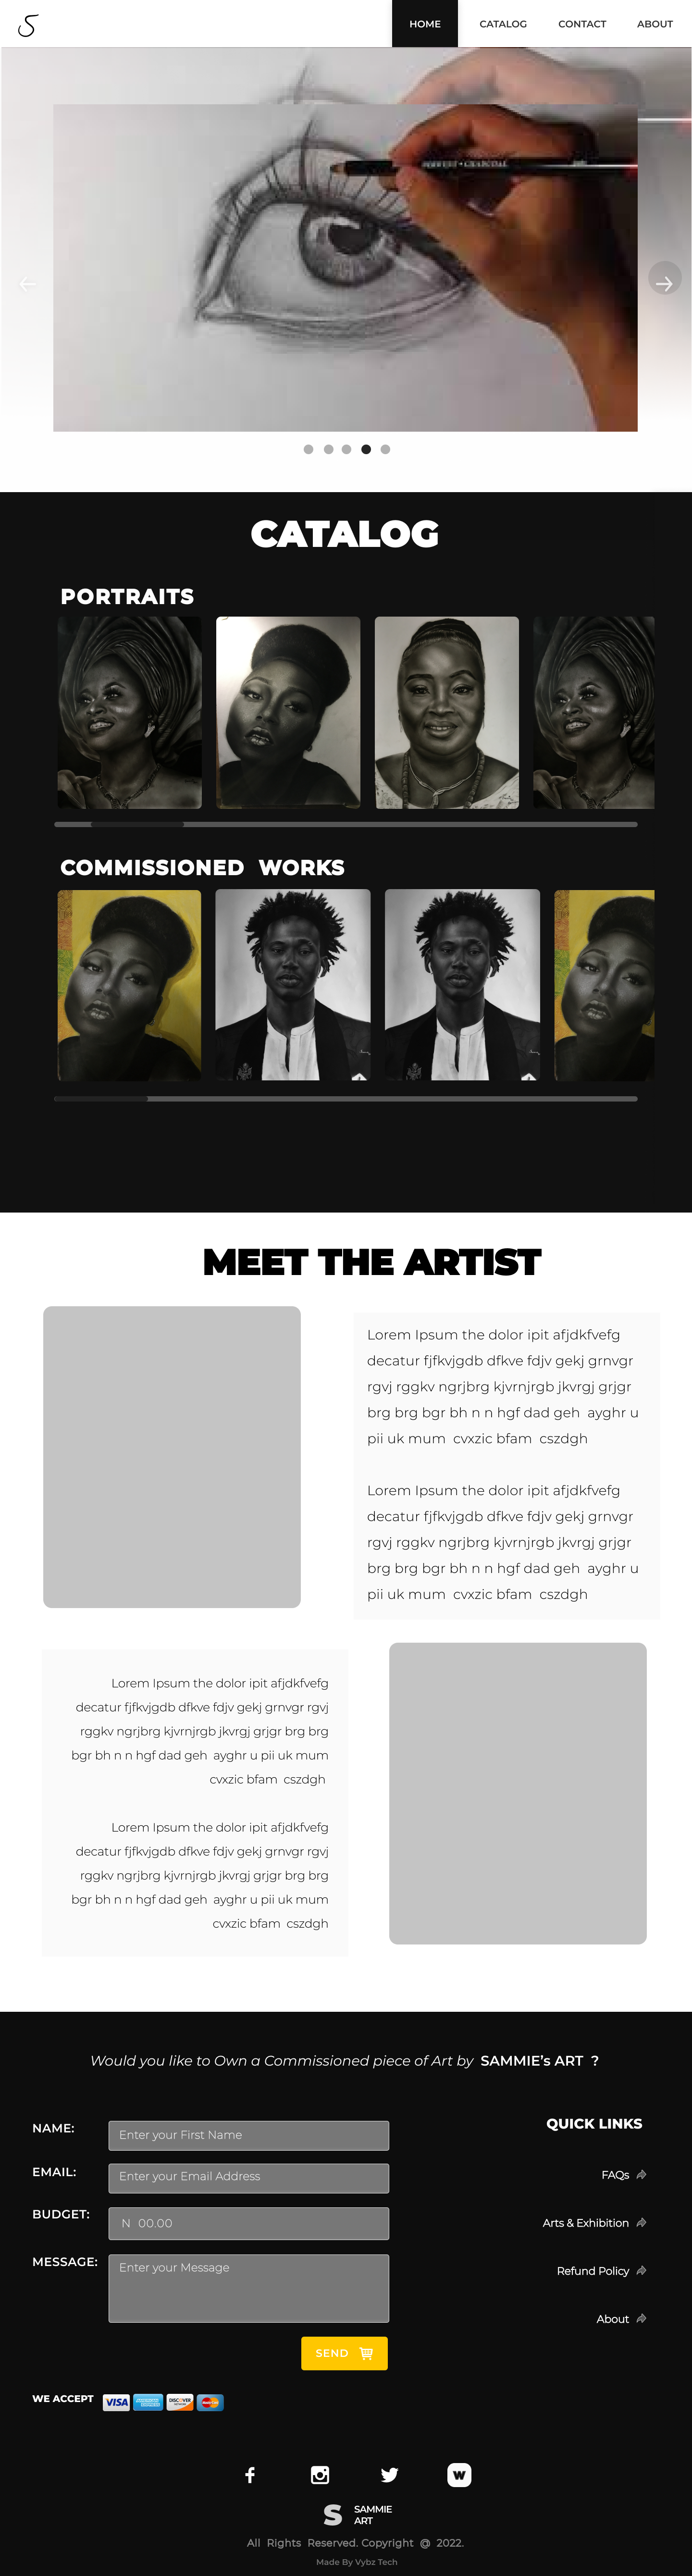 S
HOME CATALOG CONTACT ABOUT
CHARCOAL
CATALOG
PORTRAITS
COMMISSIONED WORKS
MEET THE ARTIST
Lorem Ipsum the dolor ipit afjdkfvefg
decatur fjfkvjgdb dfkve fdjv gekj grnvgr
rgvj rggkv ngrjbrg kjvrnjrgb jkvrgj grjgr
brg brg bgr bh n n hgf dad geh ayghr u
pii uk mum cvxzic bfam cszdgh
Lorem Ipsum the dolor ipit afjdkfvefg
decatur fjfkvjgdb dfkve fdjv gekj grnvgr
rgvj rggkv ngrjbrg kjvrnjrgb jkvrgj grjgr
brg brg bgr bh n n hgf dad geh ayghr u
pii uk mum cvxzic bfam cszdgh
Lorem Ipsum the dolor ipit afjdkfvefg
decatur fjfkvjgdb dfkve fdjv gekj grnvgr rgvj
rggkv ngrjbrg kjvrnjrgb jkvrgj grjgr brg brg
bgr bh n n hgf dad geh ayghr u pii uk mum
cvxzic bfam cszdgh
Lorem Ipsum the dolor ipit afjdkfvefg
decatur fjfkvjgdb dfkve fdjv gekj grnvgr rgvj
rggkv ngrjbrg kjvrnjrgb jkvrgj grjgr brg brg
bgr bh n n hgf dad geh ayghr u pii uk mum
cvxzic bfam cszdgh
Would you like to Own a Commissioned piece of Art by SAMMIE's ART ?
NAME: Enter your First Name
EMAIL: Enter your Email Address
BUDGET: N 00.00
MESSAGE: Enter your Message
SEND
QUICK LINKS
FAQs
Arts & Exhibition
Refund Policy
About
WE ACCEPT VISA DISCOVER
W
S SAMMIE
ART
All Rights Reserved. Copyright @ 2022.
Made By Vybz Tech